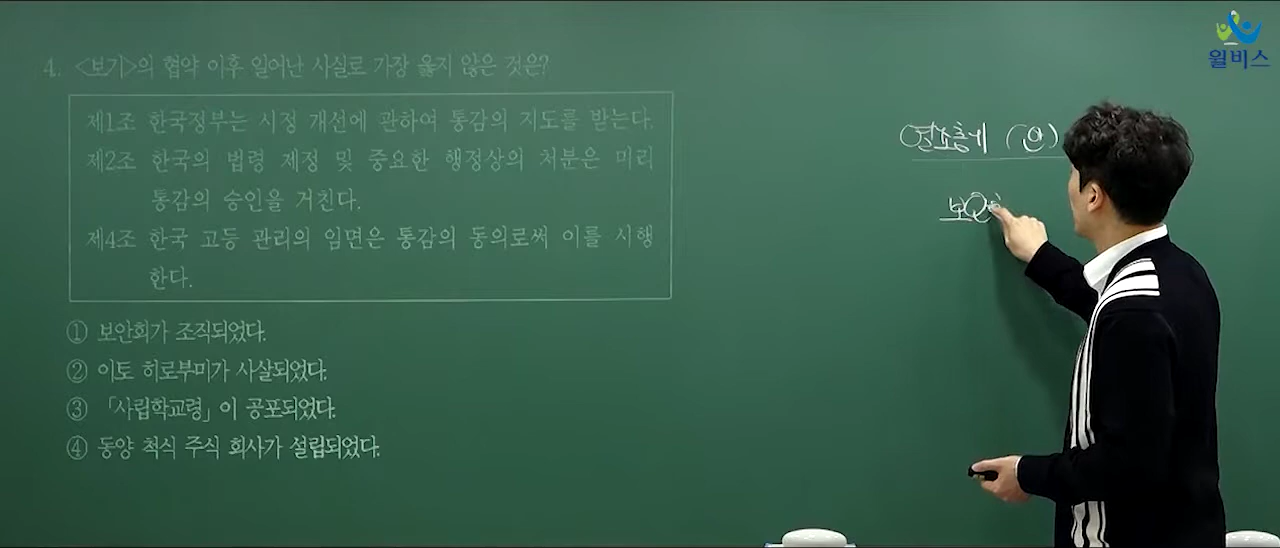 윌비스
4. <보기>의 협약 이후 일어난 사실로 가장 옳지 않은 것은?
제1조 한국정부는 시정 개선에 관하여 통감의 지도를 받는다.
제2조 한국의 법령 제정 및 중요한 행정상의 처분은 미리
통감의 승인을 거친다.
제4조 한국 고등 관리의 임면은 통감의 동의로써 이를 시행
한다.
① 보안회가 조직되었다.
② 이토 히로부미가 사살되었다.
③ 「사립학교령」이 공포되었다.
④ 동양 척식 주식 회사가 설립되었다.